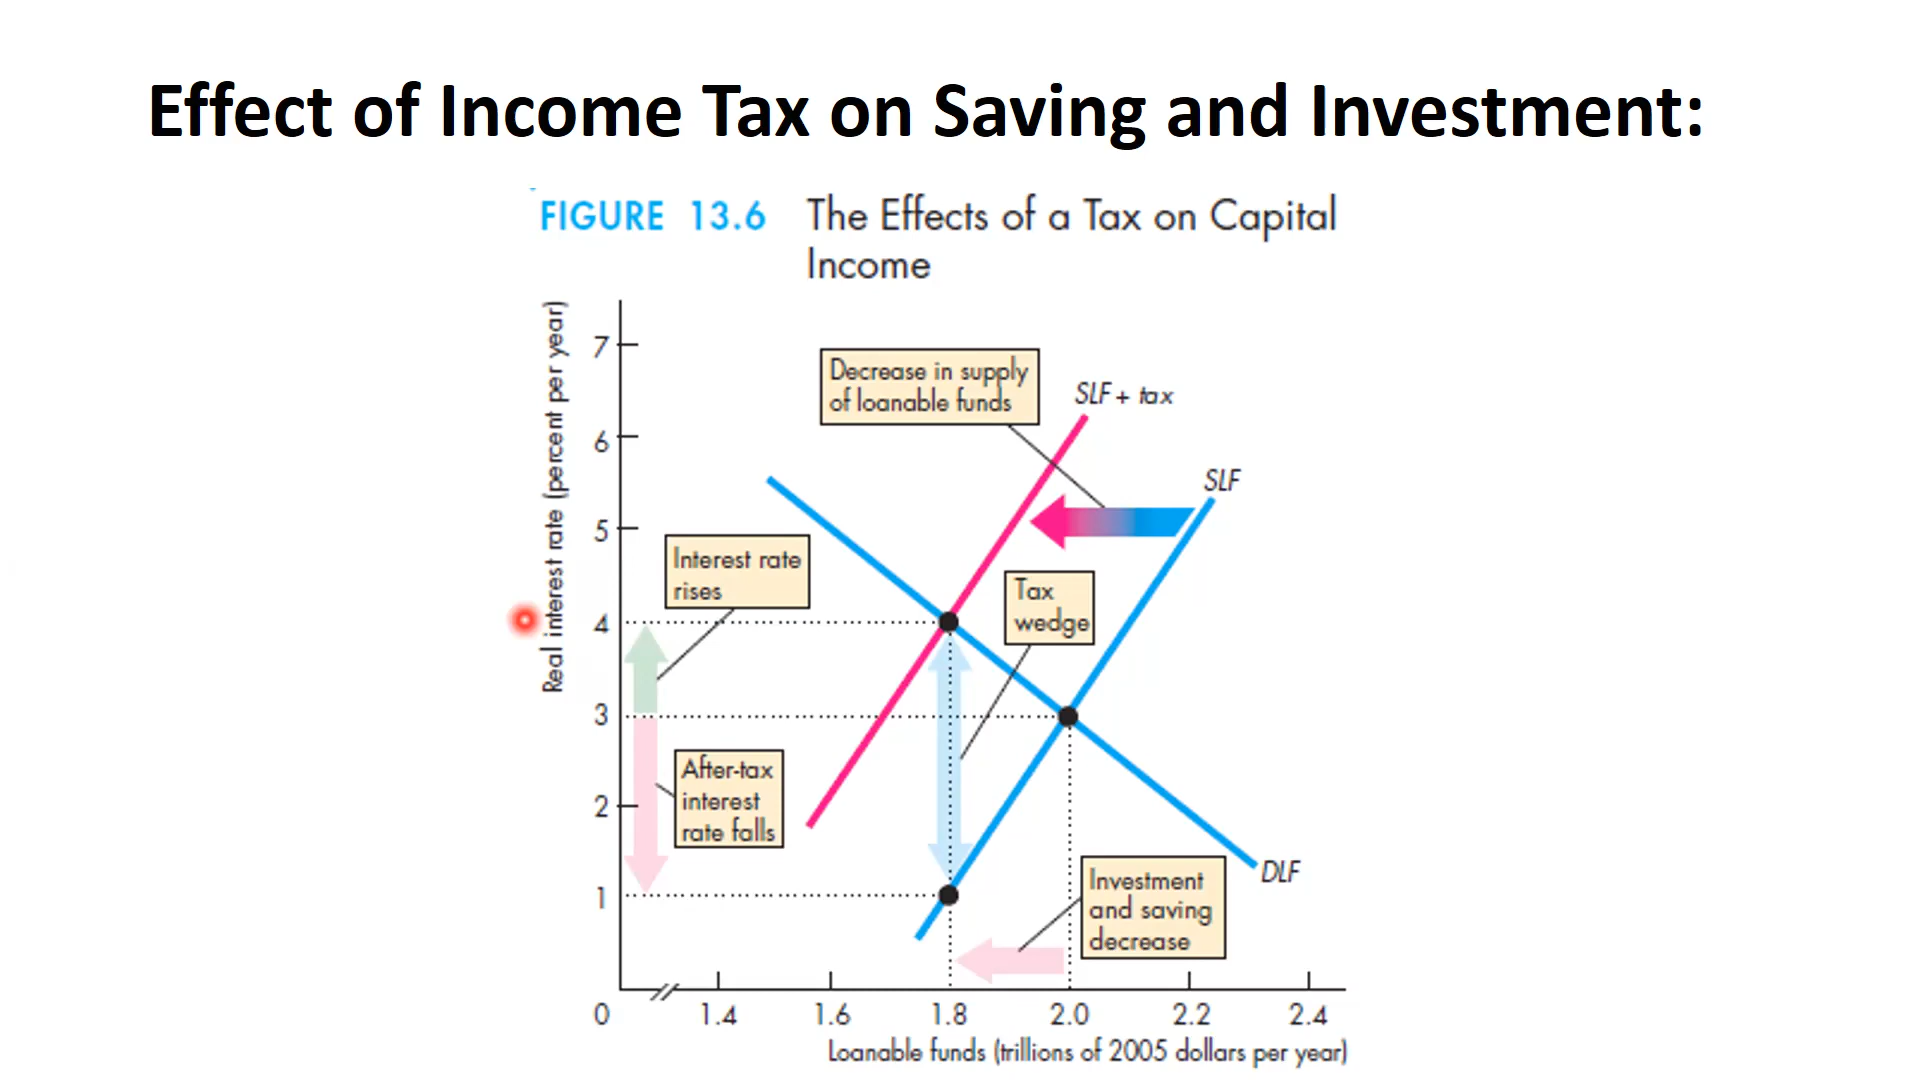 Effect of Income Tax on Saving and Investment:
FIGURE 13.6 The Effects of a Tax on Capital
Income
Real interest rate (percent per year)
7
6
5
4
3
2
1
0
Decrease in supply
of loanable funds
SLF + tax
SLF
Interest rate
rises
Tax
wedge
After-tax
interest
rate falls
Investment
and saving
decrease
DLF
1.4 1.6 1.8 2.0 2.2 2.4
Loanable funds (trillions of 2005 dollars per year)